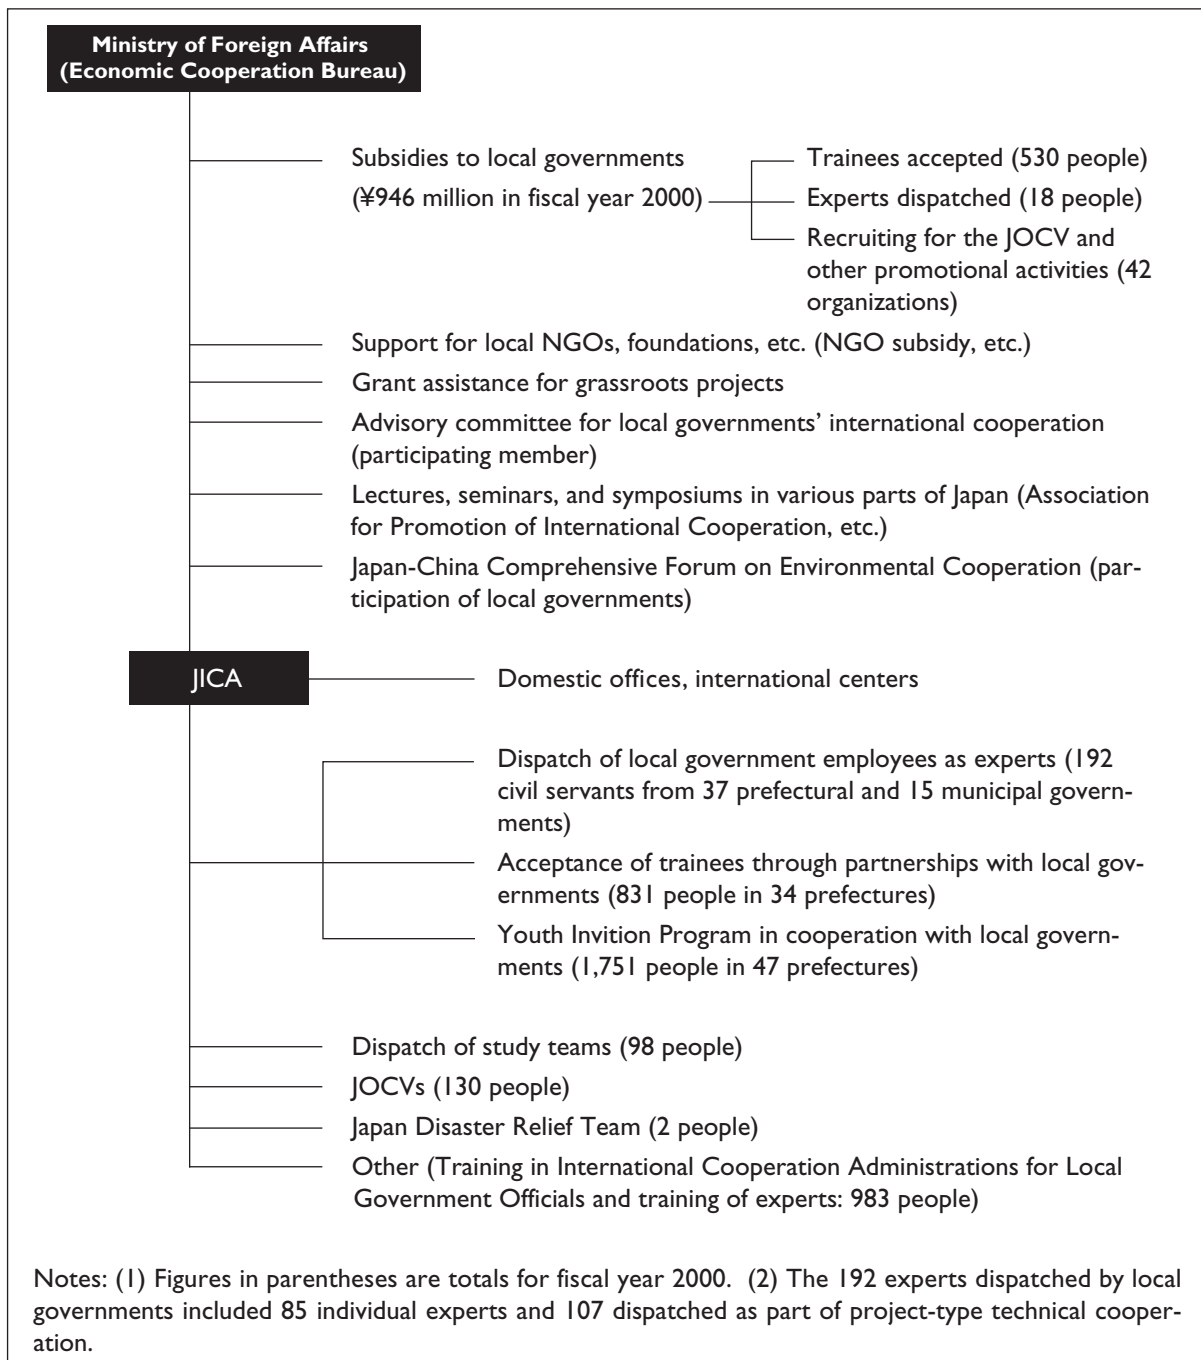 Ministry of Foreign Affairs
(Economic Cooperation Bureau)
Subsidies to local governments
(¥946 million in fiscal year 2000)
Trainees accepted (530 people)
Experts dispatched (18 people)
Recruiting for the JOCV and
other promotional activities (42
organizations)
Support for local NGOs, foundations, etc. (NGO subsidy, etc.)
Grant assistance for grassroots projects
Advisory committee for local governments’ international cooperation
(participating member)
Lectures, seminars, and symposiums in various parts of Japan (Association
for Promotion of International Cooperation, etc.)
Japan-China Comprehensive Forum on Environmental Cooperation (par-
ticipation of local governments)
JICA
Domestic offices, international centers
Dispatch of local government employees as experts (192
civil servants from 37 prefectural and 15 municipal govern-
ments)
Acceptance of trainees through partnerships with local gov-
ernments (831 people in 34 prefectures)
Youth Invition Program in cooperation with local govern-
ments (1,751 people in 47 prefectures)
Dispatch of study teams (98 people)
JOCVs (130 people)
Japan Disaster Relief Team (2 people)
Other (Training in International Cooperation Administrations for Local
Government Officials and training of experts: 983 people)
Notes: (1) Figures in parentheses are totals for fiscal year 2000. (2) The 192 experts dispatched by local
governments included 85 individual experts and 107 dispatched as part of project-type technical cooper-
ation.